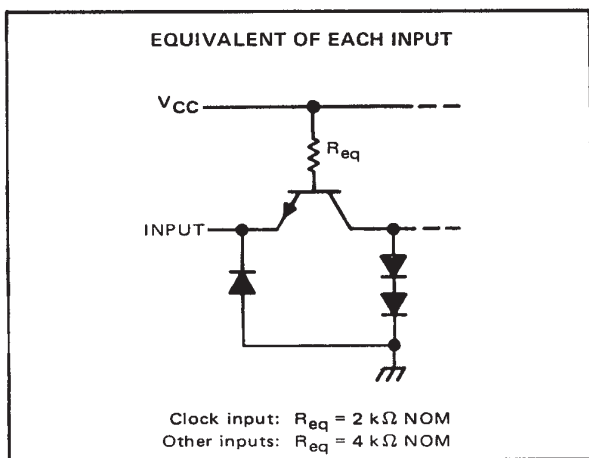 EQUIVALENT OF EACH INPUT
VCC
Req
INPUT
Clock input: Req = 2 kΩ NOM
Other inputs: Req = 4 kΩ NOM